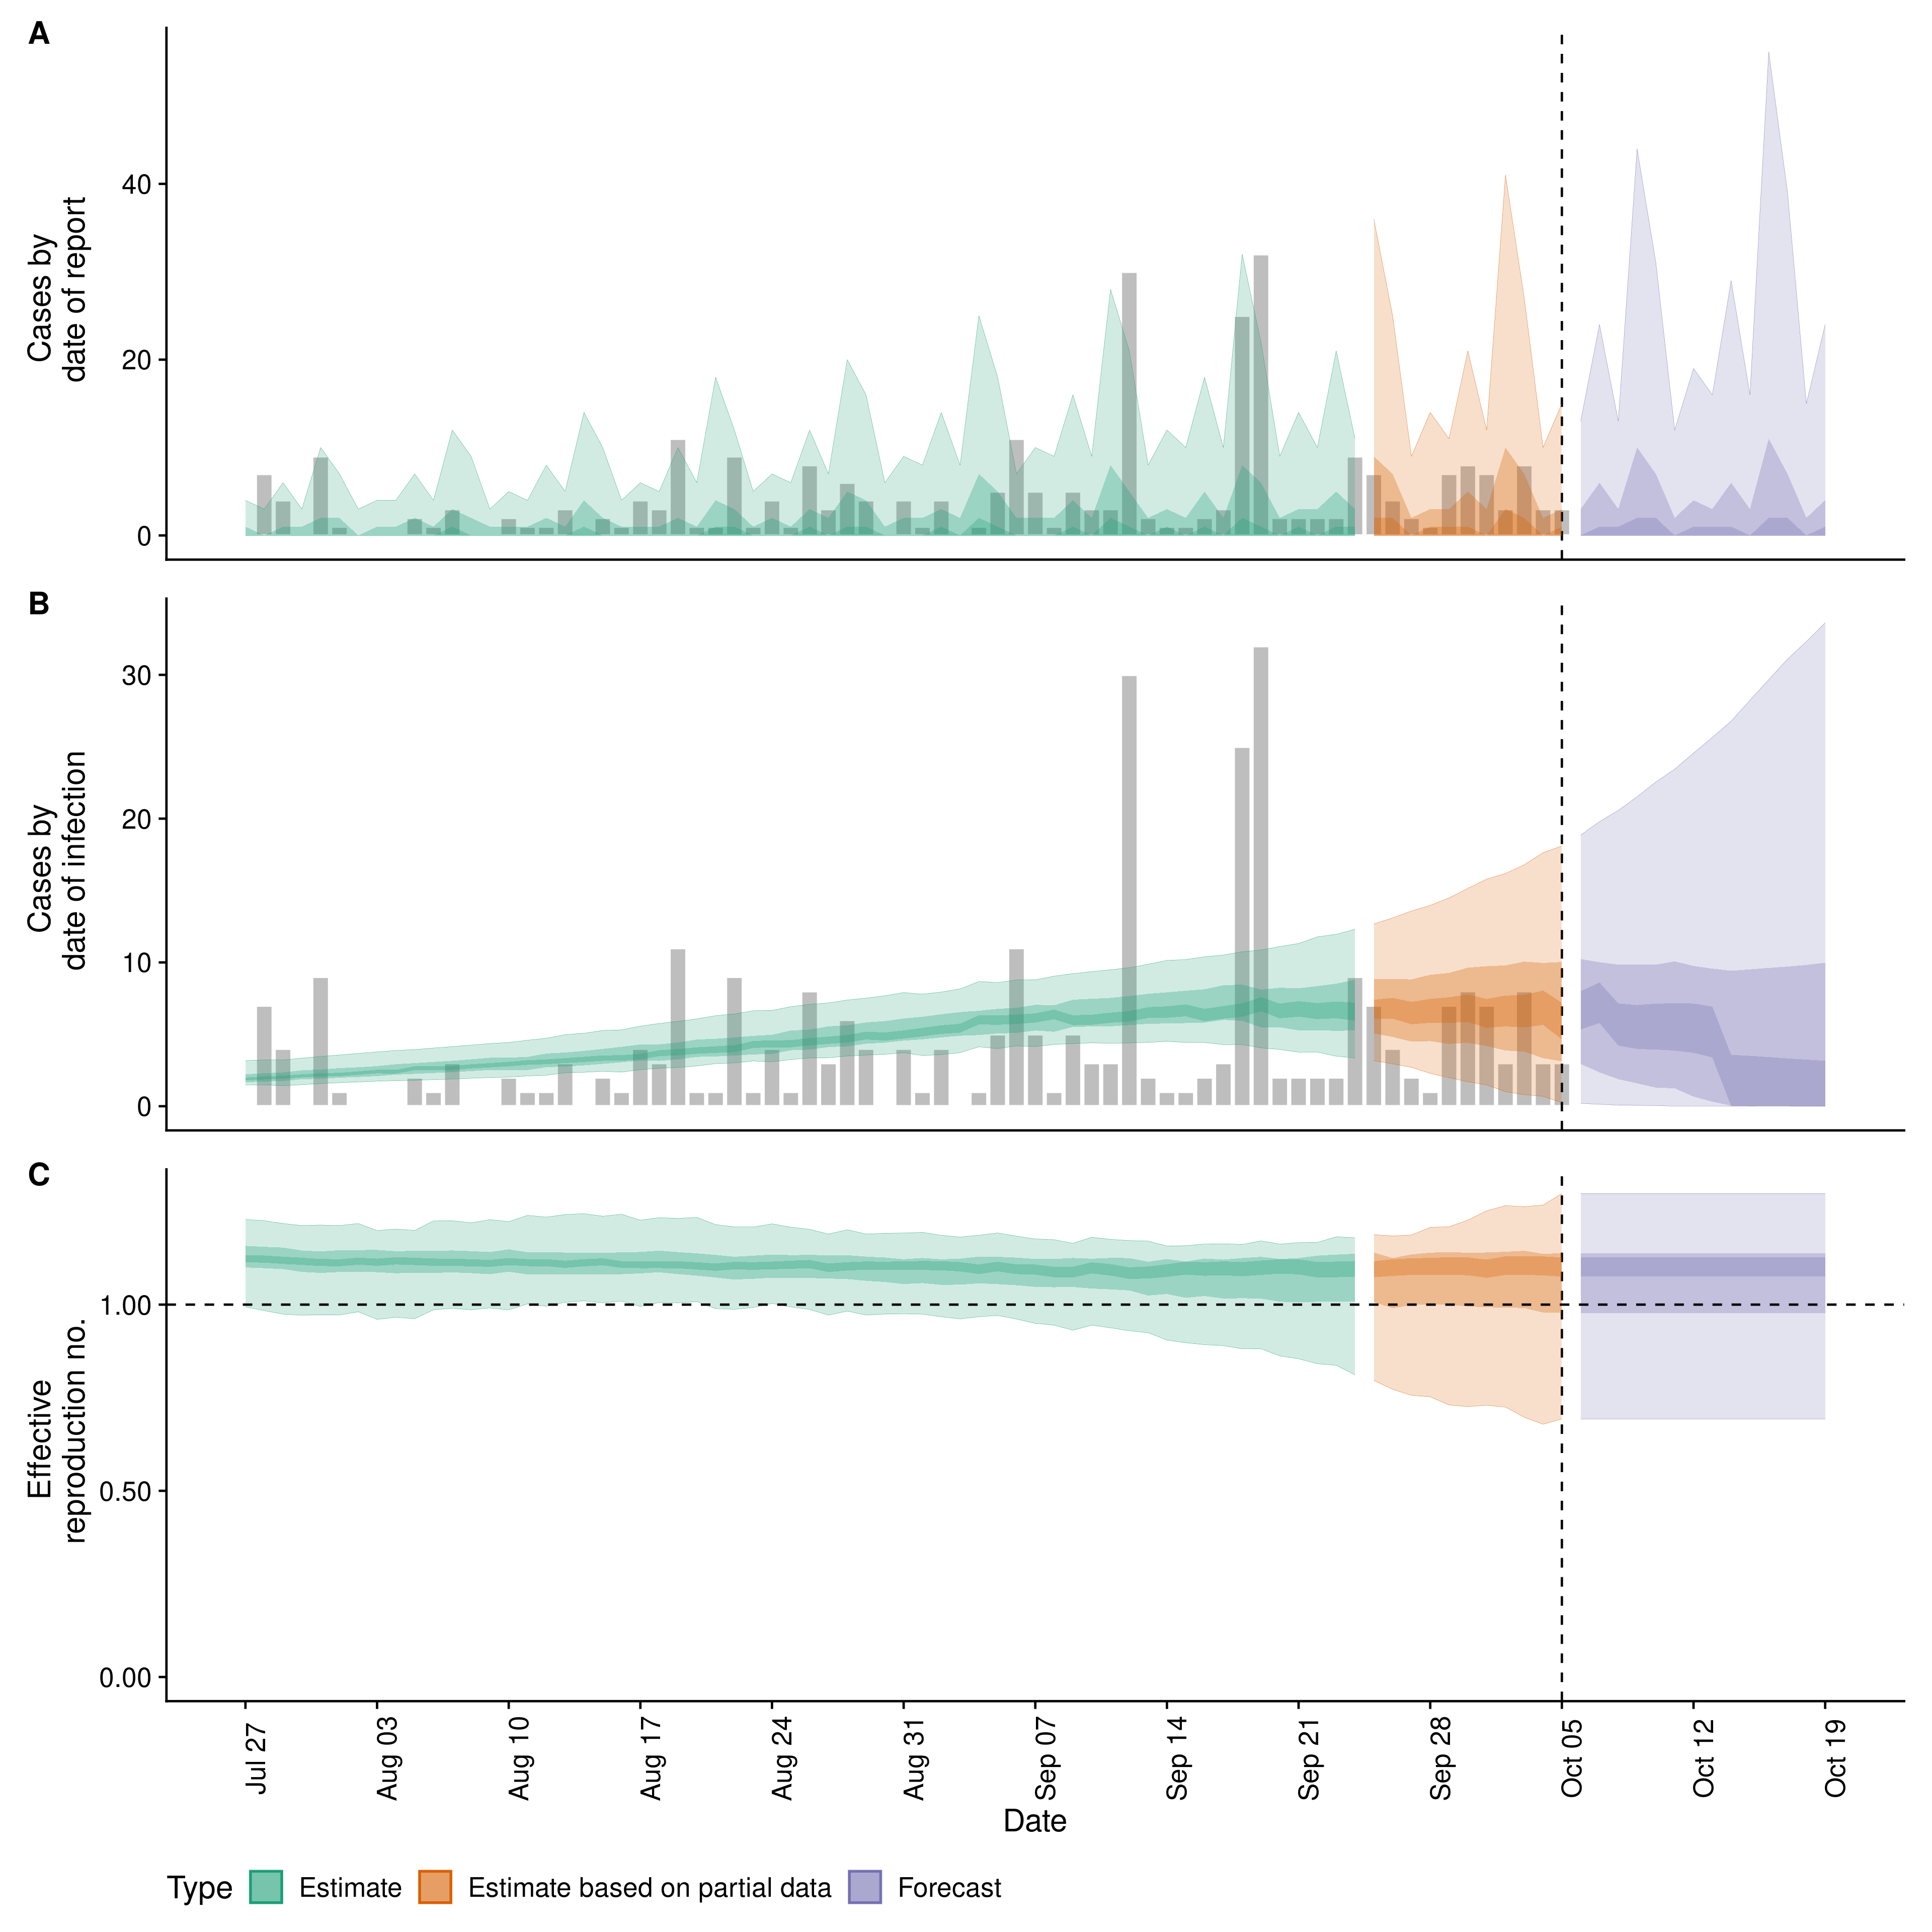 A
Cases by
date of report
40
20
0
B
Cases by
date of infection
30
20
10
0
C
Effective
reproduction no.
1.00
0.50
0.00
Jul 27
Aug 03
Aug 10
Aug 17
Aug 24
Aug 31
Sep 07
Sep 14
Sep 21
Sep 28
Oct 05
Oct 12
Oct 19
Date
Type Estimate Estimate based on partial data Forecast